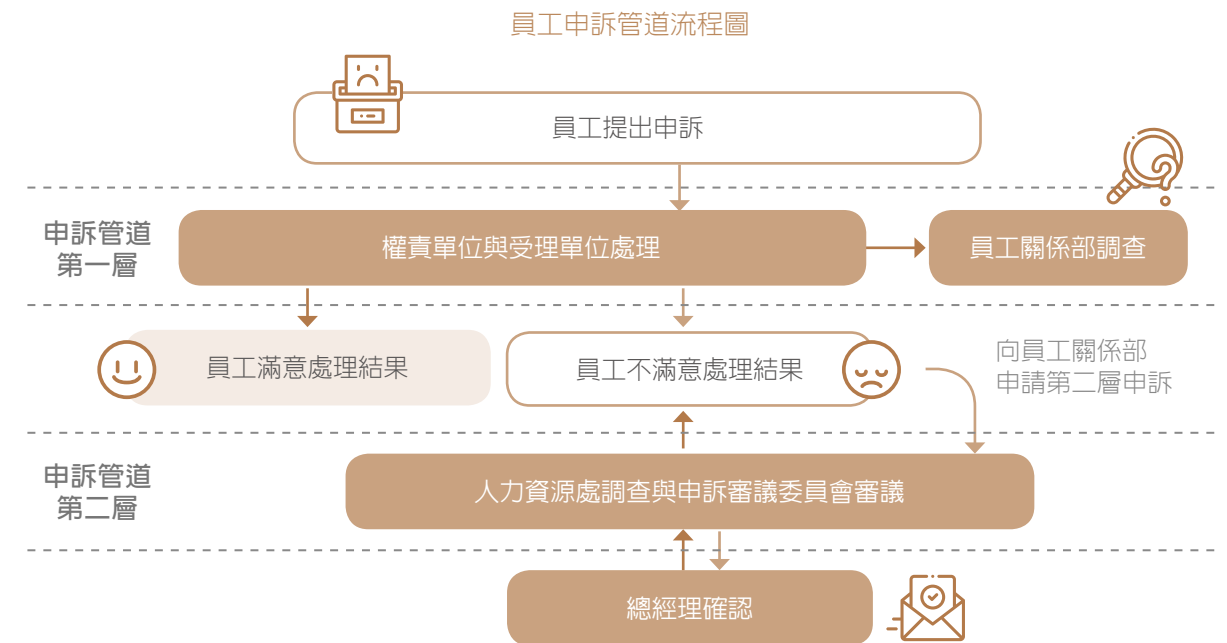 員工申訴管道流程圖
員工提出申訴
申訴管道
第一層
權責單位與受理單位處理
員工關係部調查
員工滿意處理結果
員工不滿意處理結果
向員工關係部
申請第二層申訴
申訴管道
第二層
人力資源處調查與申訴審議委員會審議
總經理確認